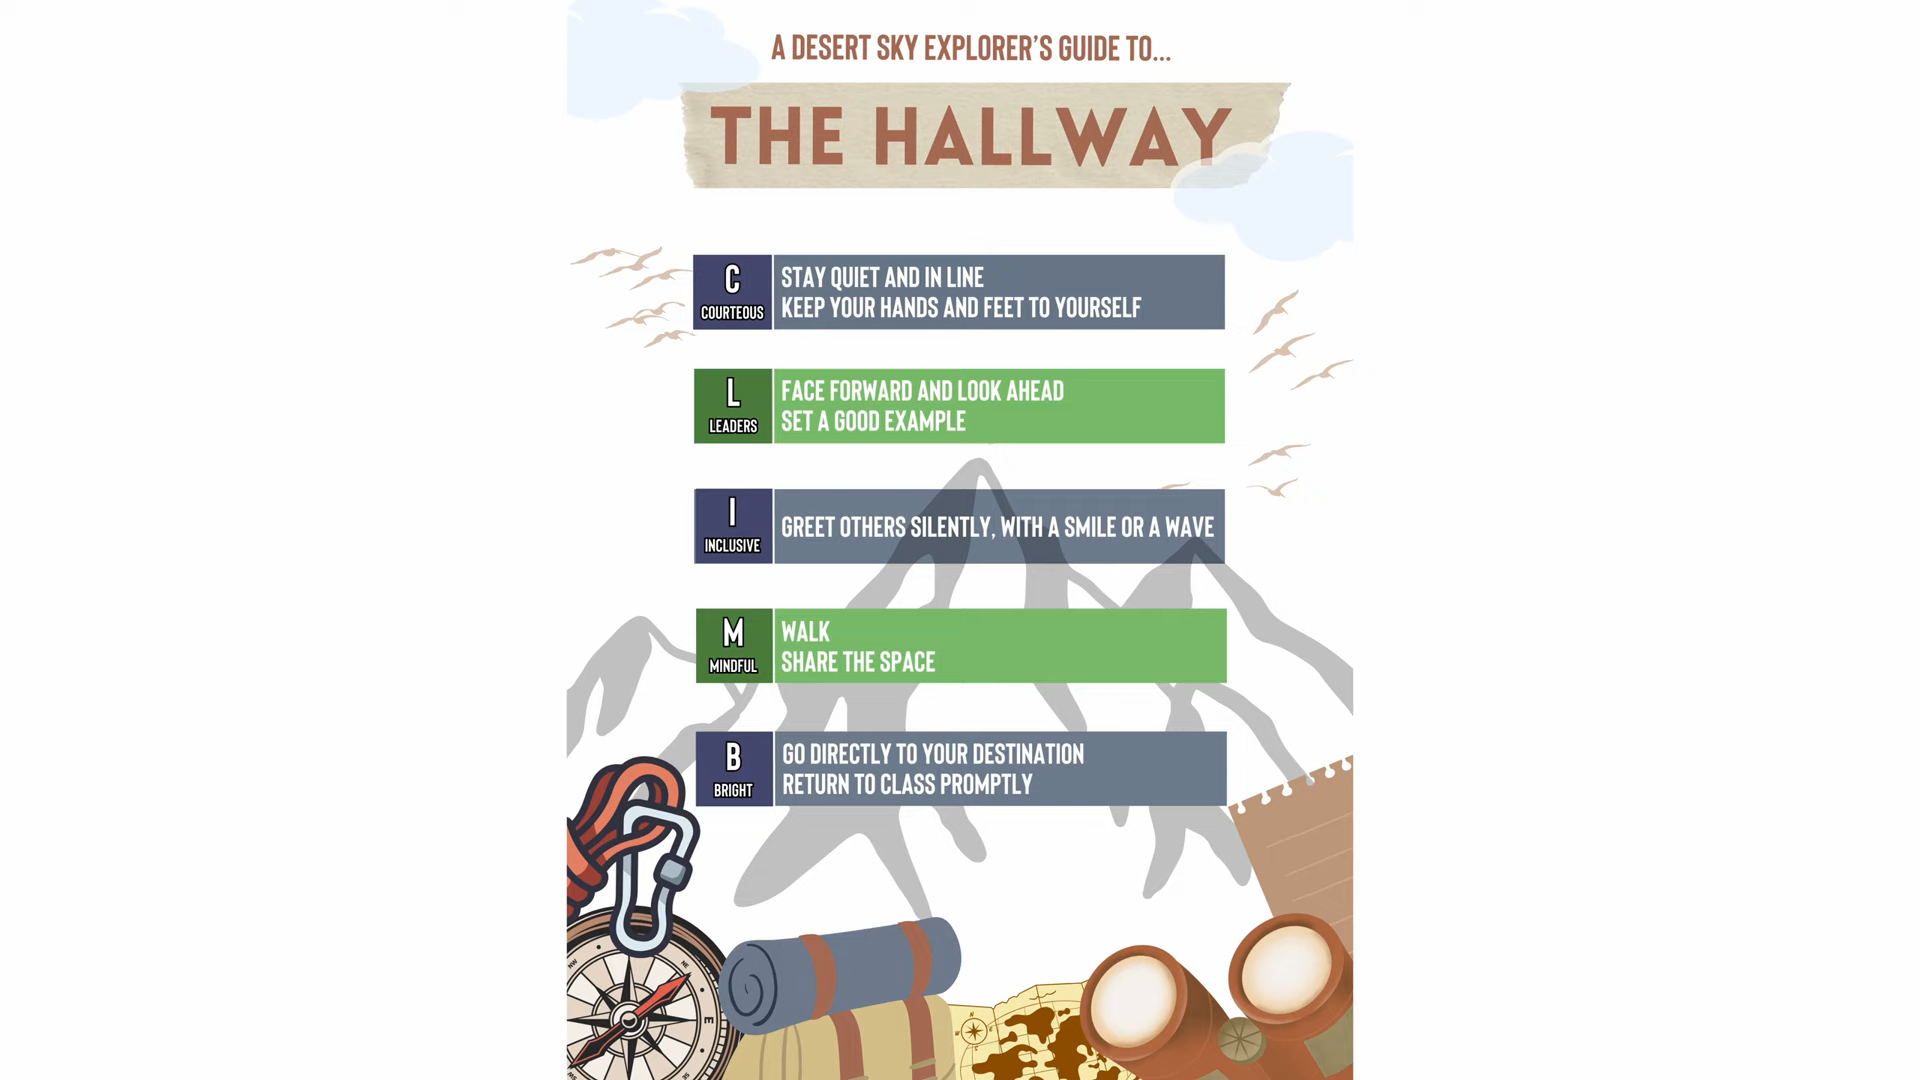 A DESERT SKY EXPLORER'S GUIDE TO...
THE HALLWAY
C
COURTEOUS
STAY QUIET AND IN LINE
KEEP YOUR HANDS AND FEET TO YOURSELF
L
LEADERS
FACE FORWARD AND LOOK AHEAD
SET A GOOD EXAMPLE
I
INCLUSIVE
GREET OTHERS SILENTLY, WITH A SMILE OR A WAVE
M
MINDFUL
WALK
SHARE THE SPACE
B
BRIGHT
GO DIRECTLY TO YOUR DESTINATION
RETURN TO CLASS PROMPTLY
NW
NE
E
N
W
E